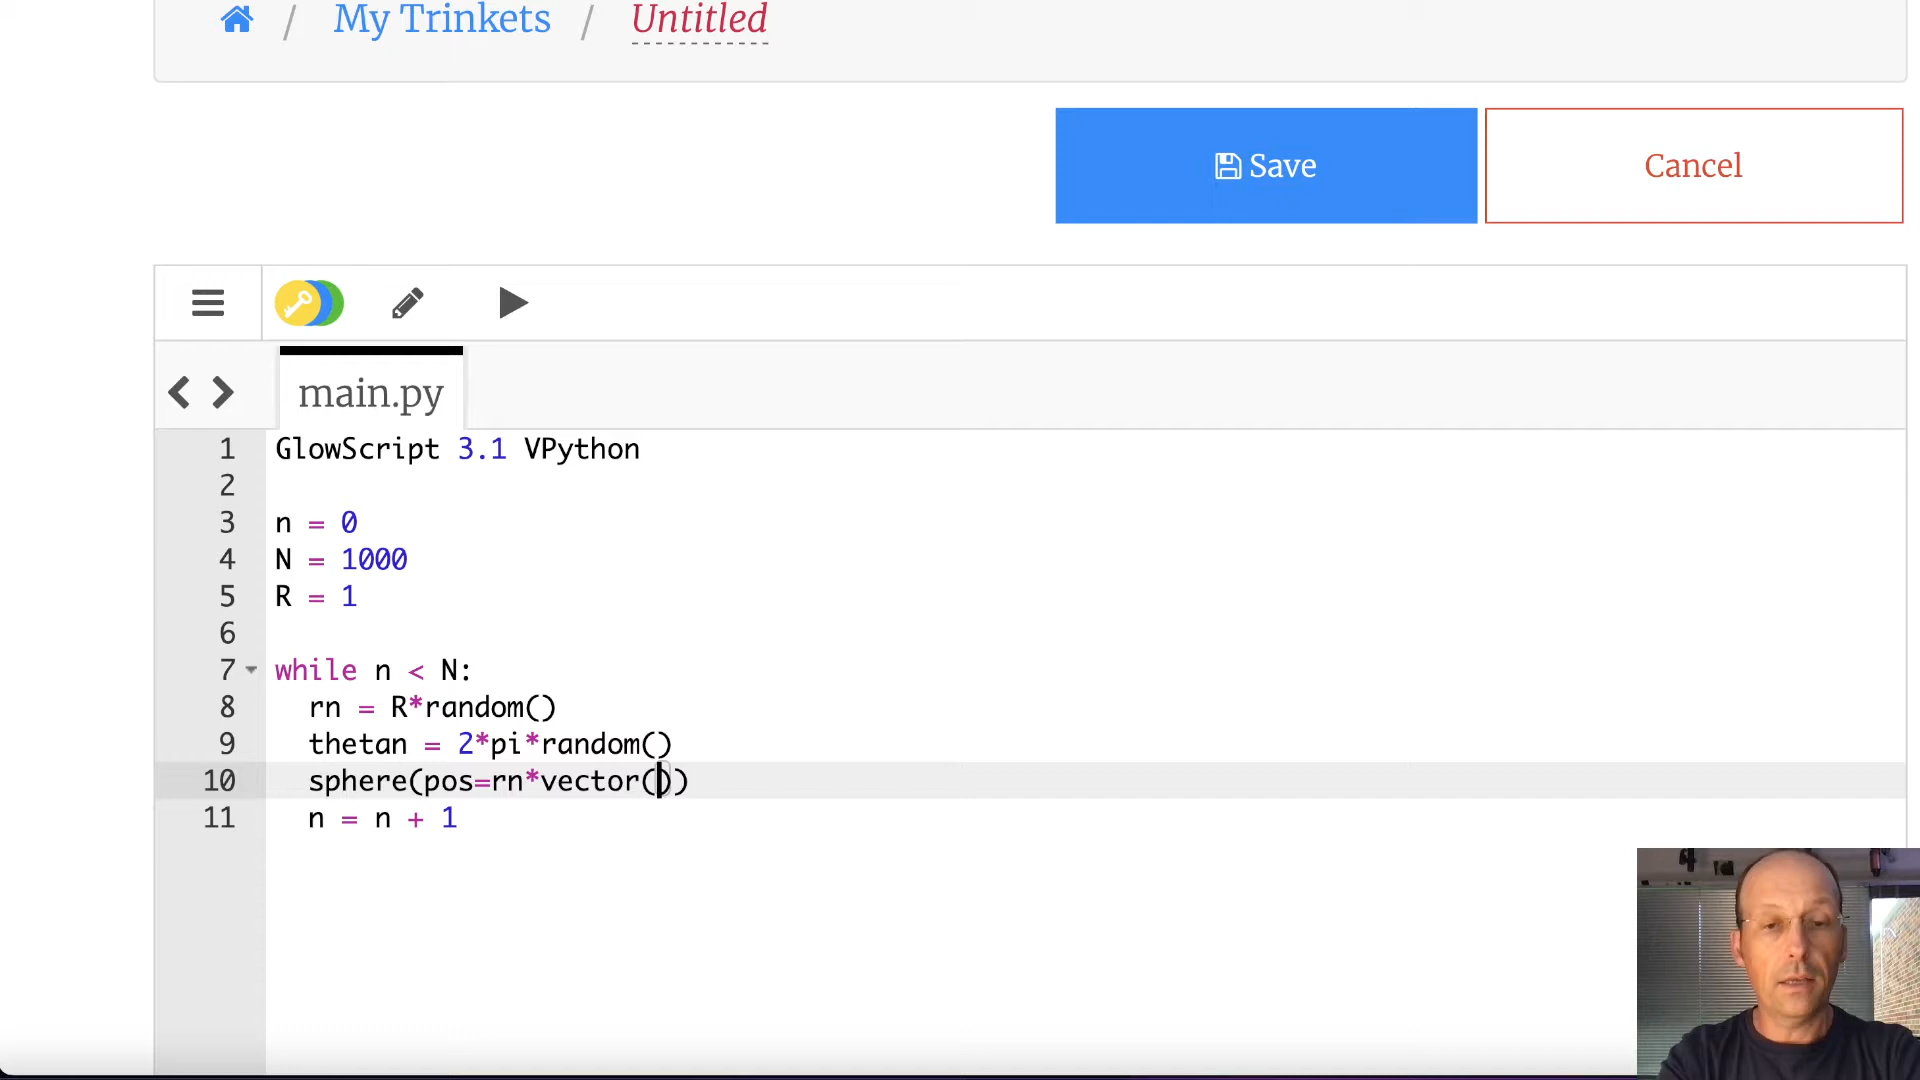 / My Trinkets / Untitled
Save
Cancel
main.py
1 GlowScript 3.1 VPython
2
3 n = 0
4 N = 1000
5 R = 1
6
7 while n < N:
8 rn = R*random()
9 thetan = 2*pi*random()
10 sphere(pos=rn*vector())
11 n = n + 1